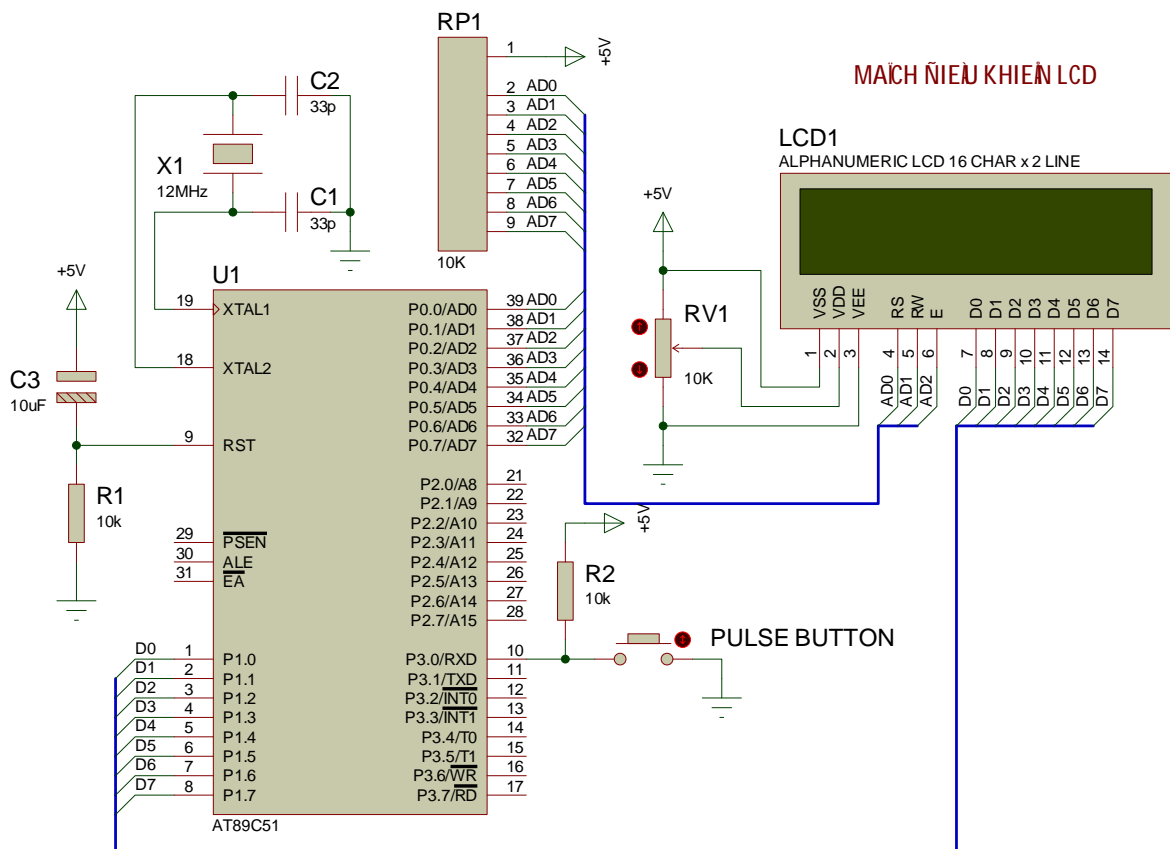 RP1
1
+5V
2 AD0
3 AD1
4 AD2
5 AD3
6 AD4
7 AD5
8 AD6
9 AD7
10K
C2
33p
X1
12MHz
C1
33p
MAÏCH ÑIEÀU KHIEÅN LCD
LCD1
ALPHANUMERIC LCD 16 CHAR x 2 LINE
VSS
VDD
VEE
RS
RW
E
D0
D1
D2
D3
D4
D5
D6
D7
1
2
3
4
5
6
7
8
9
10
11
12
13
14
AD0
AD1
AD2
D0
D1
D2
D3
D4
D5
D6
D7
+5V
RV1
10K
+5V
C3
10uF
R1
10k
U1
19 XTAL1
18 XTAL2
9 RST
29 PSEN
30 ALE
31 EA
D0 1 P1.0
D1 2 P1.1
D2 3 P1.2
D3 4 P1.3
D4 5 P1.4
D5 6 P1.5
D6 7 P1.6
D7 8 P1.7
P0.0/AD0 39 AD0
P0.1/AD1 38 AD1
P0.2/AD2 37 AD2
P0.3/AD3 36 AD3
P0.4/AD4 35 AD4
P0.5/AD5 34 AD5
P0.6/AD6 33 AD6
P0.7/AD7 32 AD7
P2.0/A8 21
P2.1/A9 22
P2.2/A10 23
P2.3/A11 24
P2.4/A12 25
P2.5/A13 26
P2.6/A14 27
P2.7/A15 28
P3.0/RXD 10
P3.1/TXD 11
P3.2/INT0 12
P3.3/INT1 13
P3.4/T0 14
P3.5/T1 15
P3.6/WR 16
P3.7/RD 17
AT89C51
+5V
R2
10k
PULSE BUTTON